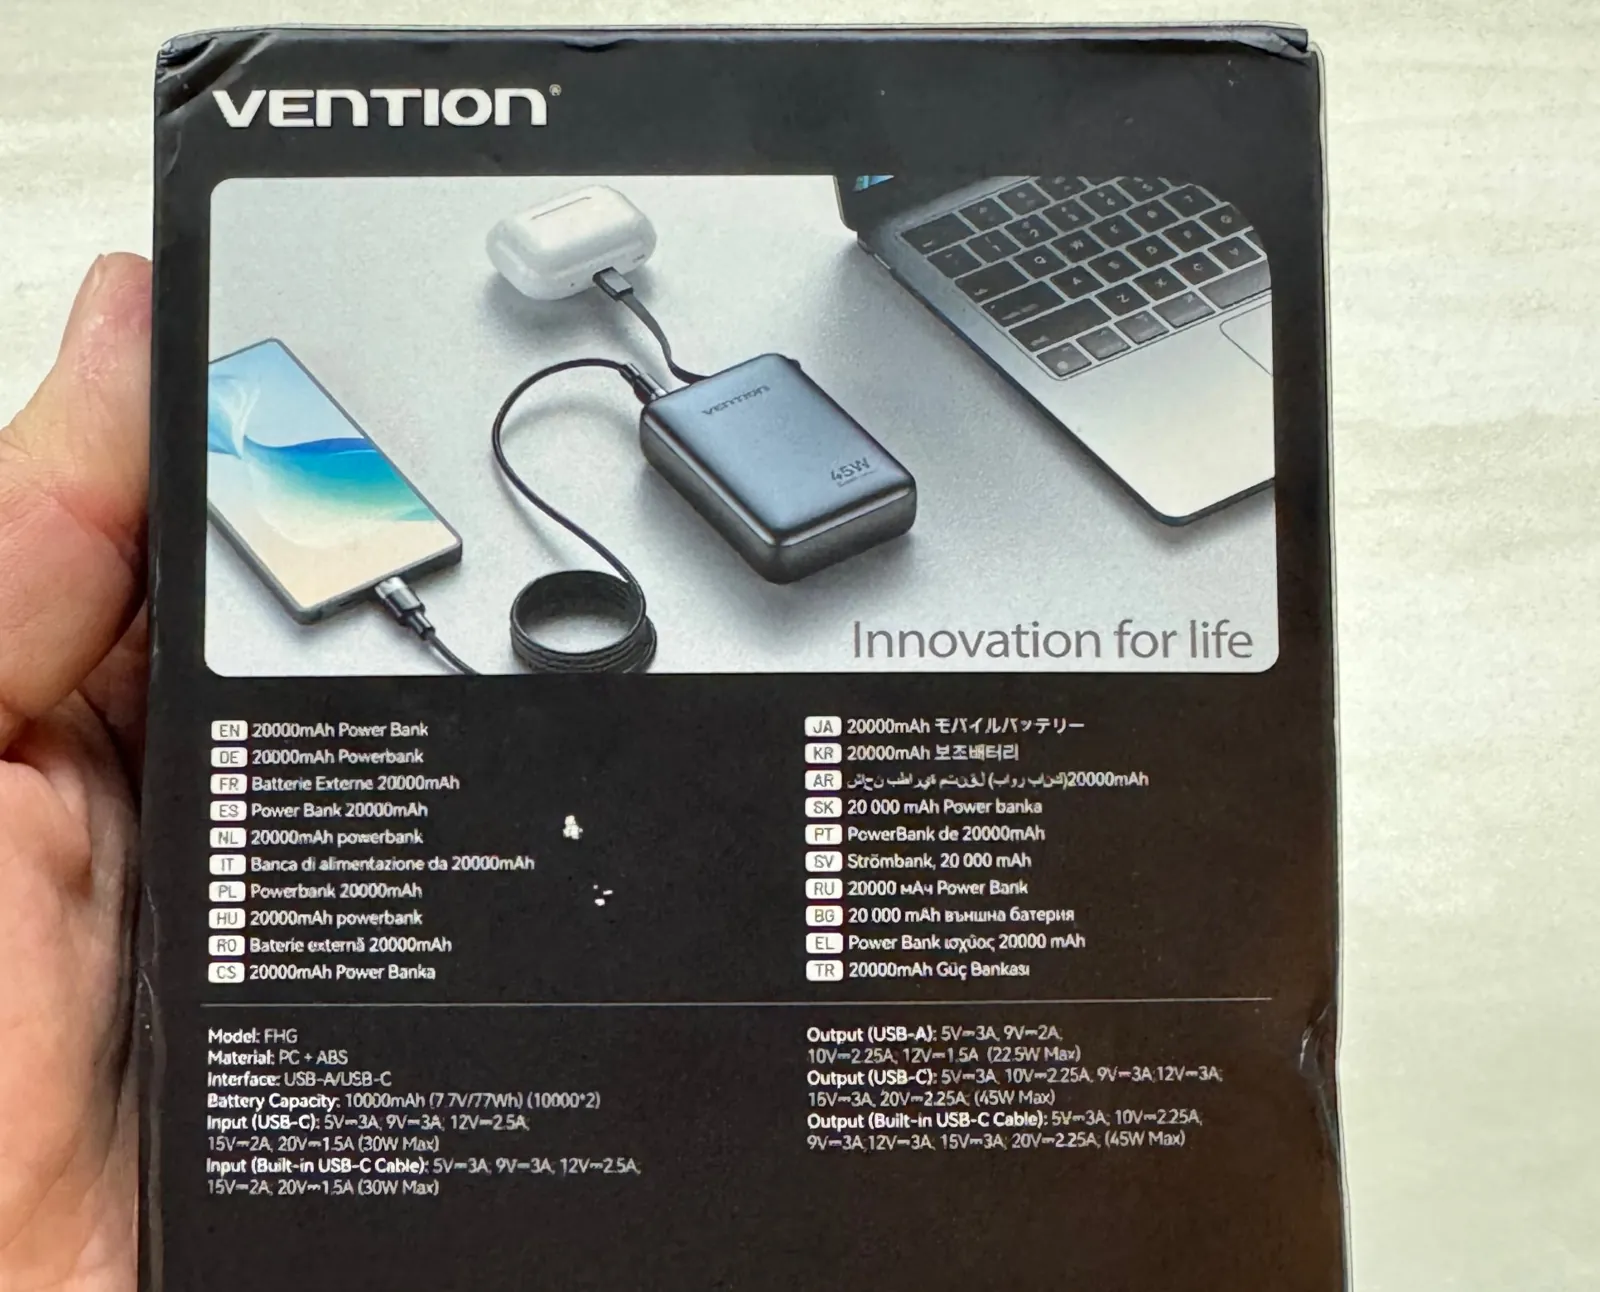 VENTION®
VENTION
45W
Innovation for life
EN 20000mAh Power Bank
DE 20000mAh Powerbank
FR Batterie Externe 20000mAh
ES Power Bank 20000mAh
NL 20000mAh powerbank
IT Banca di alimentazione da 20000mAh
PL Powerbank 20000mAh
HU 20000mAh powerbank
RO Baterie externă 20000mAh
CS 20000mAh Power Banka
JA 20000mAh モバイルバッテリー
KR 20000mAh 보조배터리
AR 20000mAh
SK 20 000 mAh Power banka
PT PowerBank de 20000mAh
SV Strömbank, 20 000 mAh
RU 20000 мАч Power Bank
BG 20 000 mAh външна батерия
EL Power Bank ισχύος 20000 mAh
TR 20000mAh Güç Bankası
Model: FHG
Material: PC + ABS
Interface: USB-A/USB-C
Battery Capacity: 10000mAh (7.7V/77Wh) (10000*2)
Input (USB-C): 5V⎓3A, 9V⎓3A, 12V⎓2.5A,
15V⎓2A, 20V⎓1.5A (30W Max)
Input (Built-in USB-C Cable): 5V⎓3A, 9V⎓3A, 12V⎓2.5A,
15V⎓2A, 20V⎓1.5A (30W Max)
Output (USB-A): 5V⎓3A, 9V⎓2A,
10V⎓2.25A, 12V⎓1.5A (22.5W Max)
Output (USB-C): 5V⎓3A, 10V⎓2.25A, 9V⎓3A,12V⎓3A,
15V⎓3A, 20V⎓2.25A, (45W Max)
Output (Built-in USB-C Cable): 5V⎓3A, 10V⎓2.25A,
9V⎓3A,12V⎓3A, 15V⎓3A, 20V⎓2.25A, (45W Max)